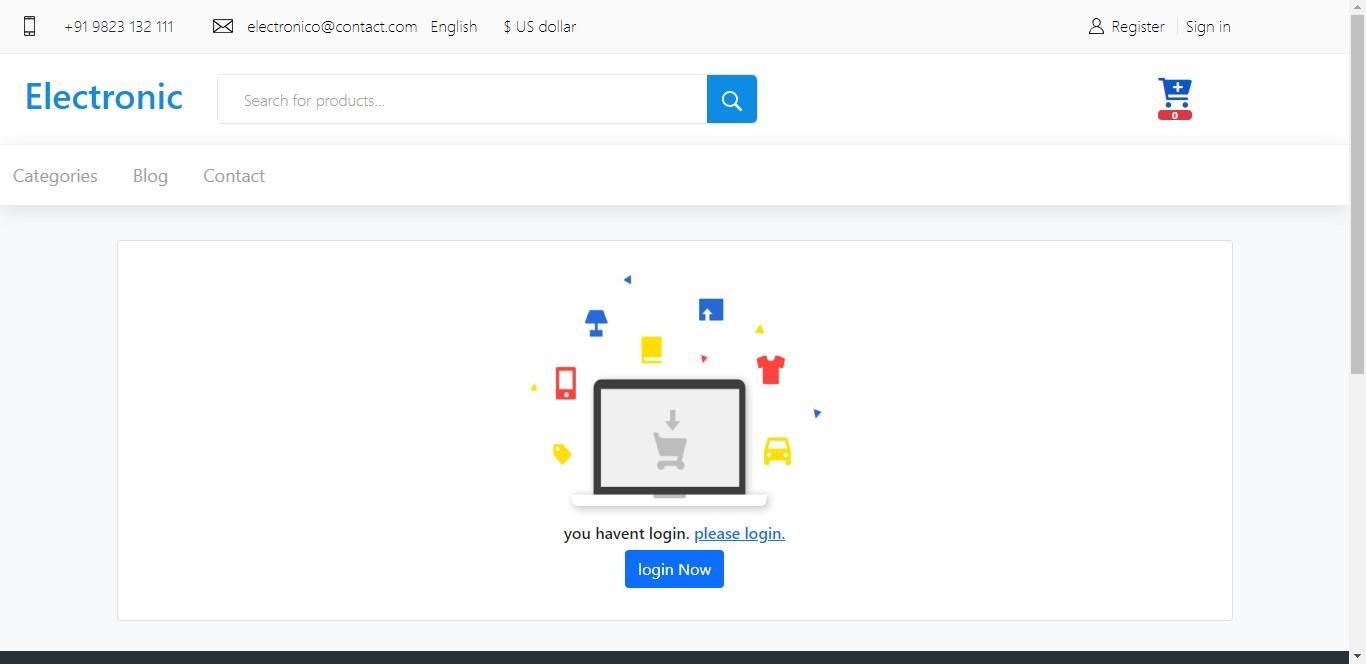 +91 9823 132 111 electronico@contact.com English $ US dollar Register Sign in
Electronic Search for products...
0
Categories Blog Contact
you havent login. please login.
login Now